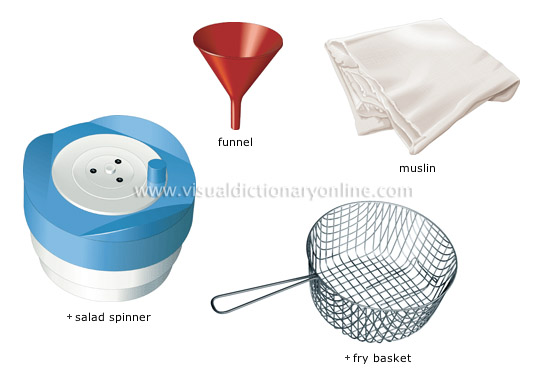 funnel
muslin
www.visualdictionaryonline.com
+salad spinner
+fry basket